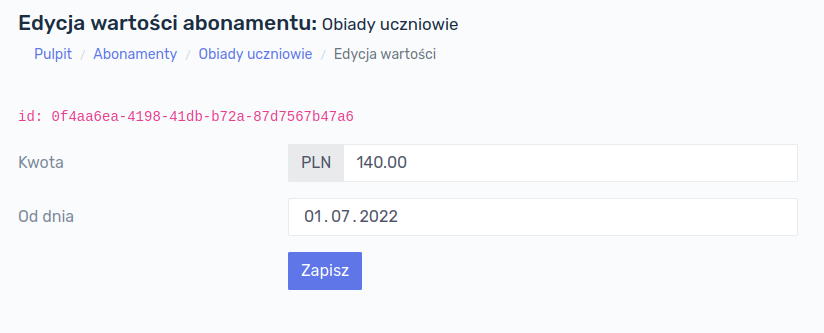 Edycja wartości abonamentu: Obiady uczniowie
Pulpit / Abonamenty / Obiady uczniowie / Edycja wartości
id: 0f4aa6ea-4198-41db-b72a-87d7567b47a6
Kwota PLN 140.00
Od dnia 01.07.2022
Zapisz